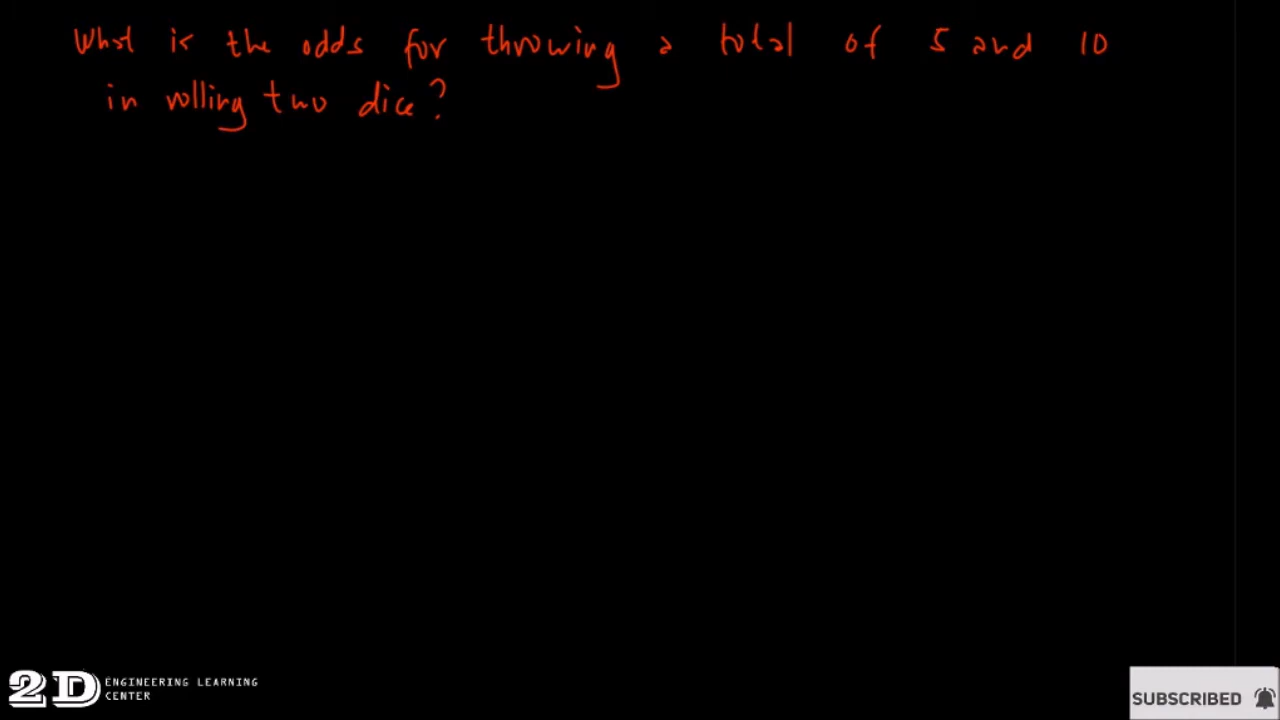 What is the odds for throwing a total of 5 and 10
in rolling two dice?
2D ENGINEERING LEARNING
CENTER
SUBSCRIBED